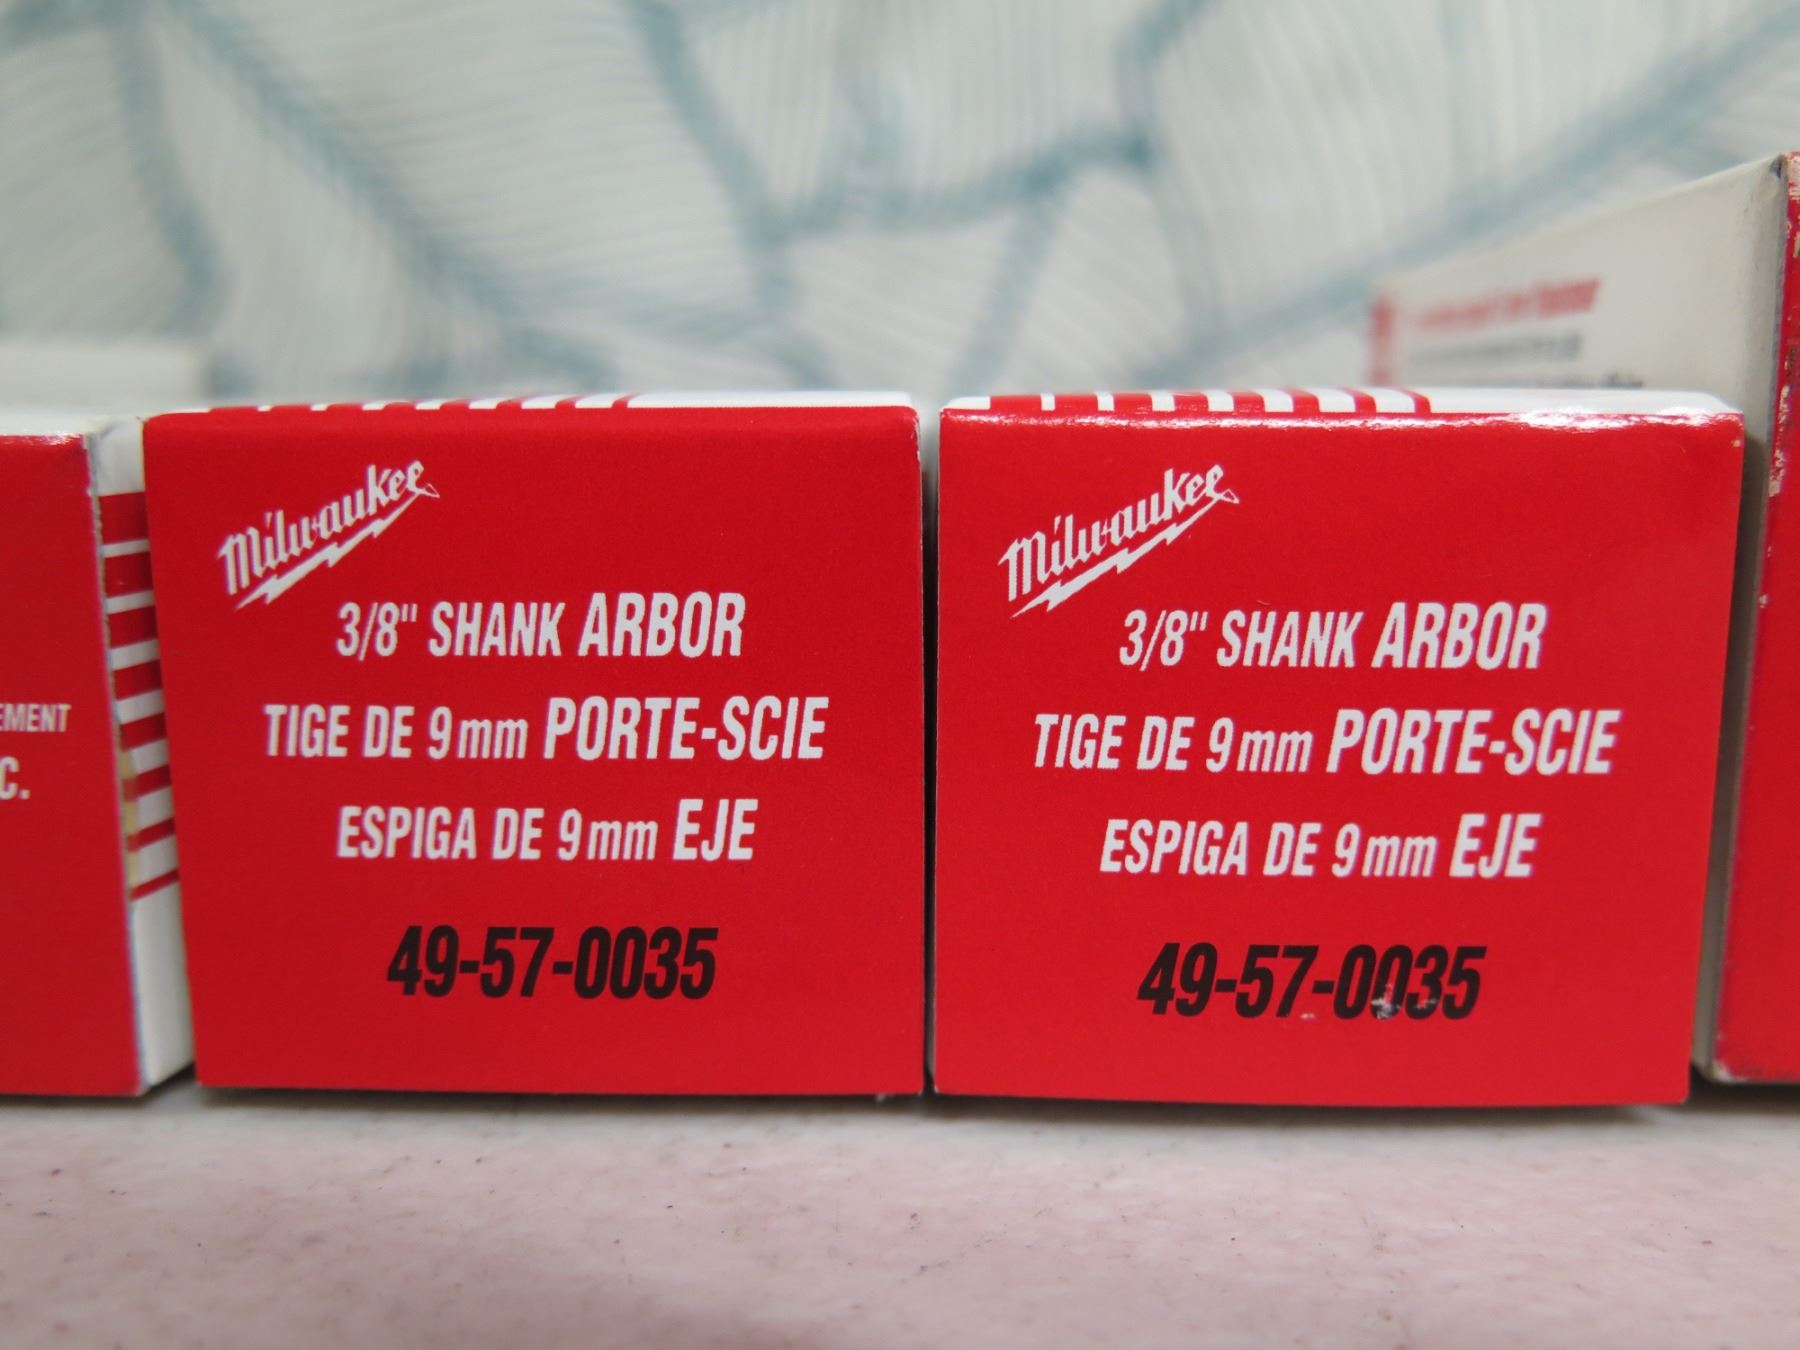 EMENT
C.
Milwaukee
3/8" SHANK ARBOR
TIGE DE 9mm PORTE-SCIE
ESPIGA DE 9mm EJE
49-57-0035
Milwaukee
3/8" SHANK ARBOR
TIGE DE 9mm PORTE-SCIE
ESPIGA DE 9mm EJE
49-57-0035